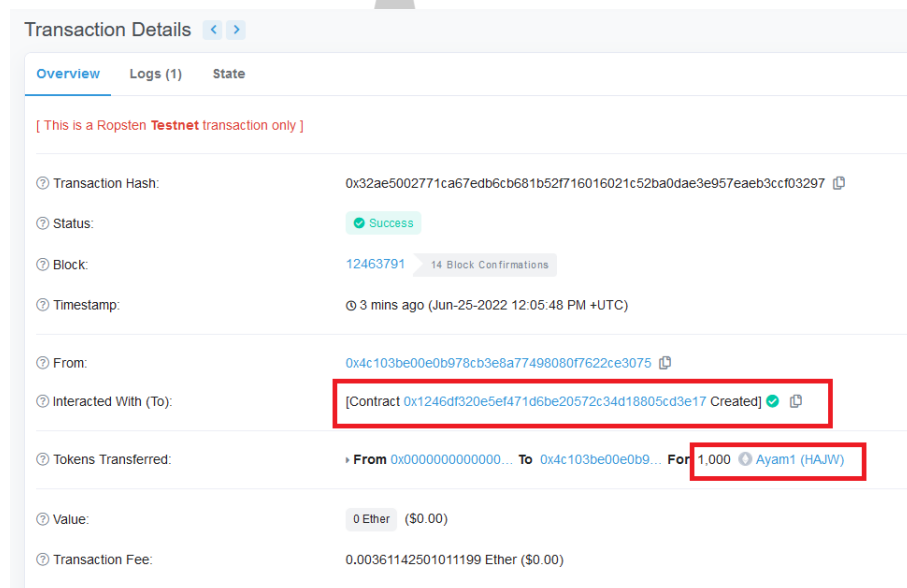 Transaction Details
Overview Logs (1) State
[ This is a Ropsten Testnet transaction only ]
Transaction Hash: 0x32ae5002771ca67edb6cb681b52f716016021c52ba0dae3e957eaeb3ccf03297
Status: Success
Block: 12463791 14 Block Confirmations
Timestamp: 3 mins ago (Jun-25-2022 12:05:48 PM +UTC)
From: 0x4c103be00e0b978cb3e8a77498080f7622ce3075
Interacted With (To): [Contract 0x1246df320e5ef471d6be20572c34d18805cd3e17 Created]
Tokens Transferred: From 0x0000000000000... To 0x4c103be00e0b9... For 1,000 Ayam1 (HAJW)
Value: 0 Ether ($0.00)
Transaction Fee: 0.00361142501011199 Ether ($0.00)